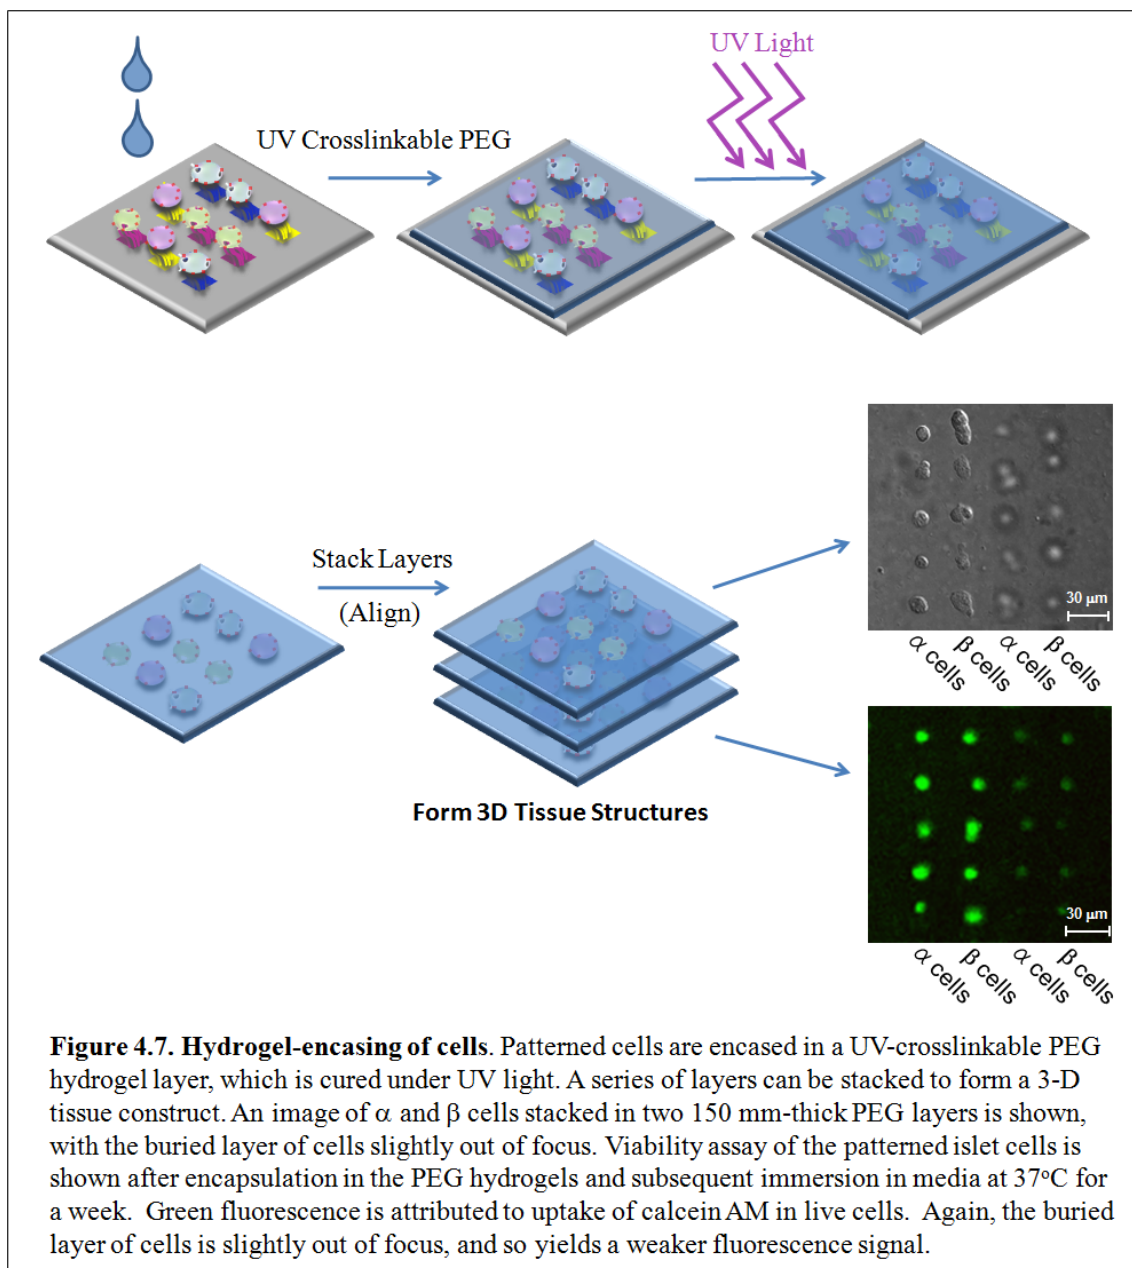 UV Light
UV Crosslinkable PEG
Stack Layers
(Align)
30 μm
α cells
β cells
α cells
β cells
Form 3D Tissue Structures
30 μm
α cells
β cells
α cells
β cells
Figure 4.7. Hydrogel-encasing of cells. Patterned cells are encased in a UV-crosslinkable PEG
hydrogel layer, which is cured under UV light. A series of layers can be stacked to form a 3-D
tissue construct. An image of α and β cells stacked in two 150 mm-thick PEG layers is shown,
with the buried layer of cells slightly out of focus. Viability assay of the patterned islet cells is
shown after encapsulation in the PEG hydrogels and subsequent immersion in media at 37°C for
a week. Green fluorescence is attributed to uptake of calcein AM in live cells. Again, the buried
layer of cells is slightly out of focus, and so yields a weaker fluorescence signal.